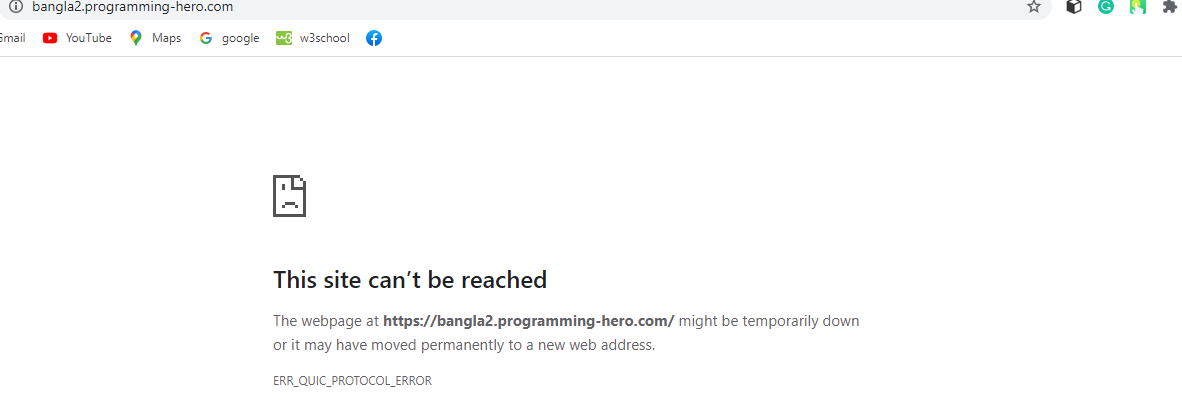 bangla2.programming-hero.com
Gmail YouTube Maps google w3school
This site can't be reached
The webpage at https://bangla2.programming-hero.com/ might be temporarily down
or it may have moved permanently to a new web address.
ERR_QUIC_PROTOCOL_ERROR